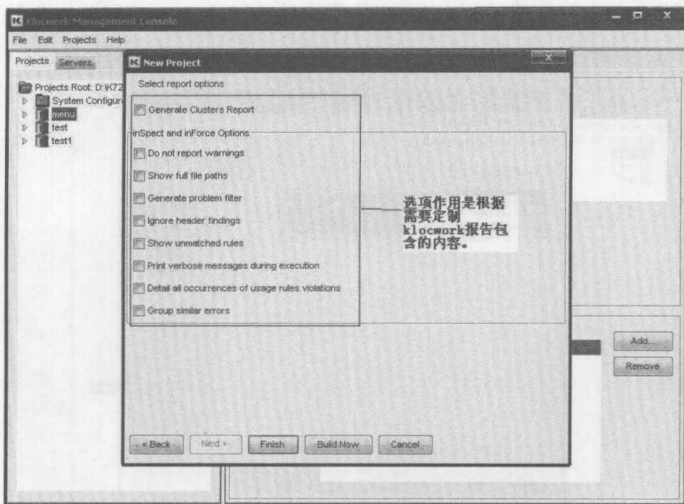 Klocwork Management Console
File Edit Projects Help
Projects Servers
Projects Root: D:\K72
System Configur
menu
test
test1
New Project
Select report options
Generate Clusters Report
inSpect and inForce Options
Do not report warnings
Show full file paths
Generate problem filter
Ignore header findings
Show unmatched rules
Print verbose messages during execution
Detail all occurrences of usage rules violations
Group similar errors
选项作用是根据
需要定制
klocwork报告包
含的内容。
Add...
Remove
< Back Next > Finish Build Now Cancel